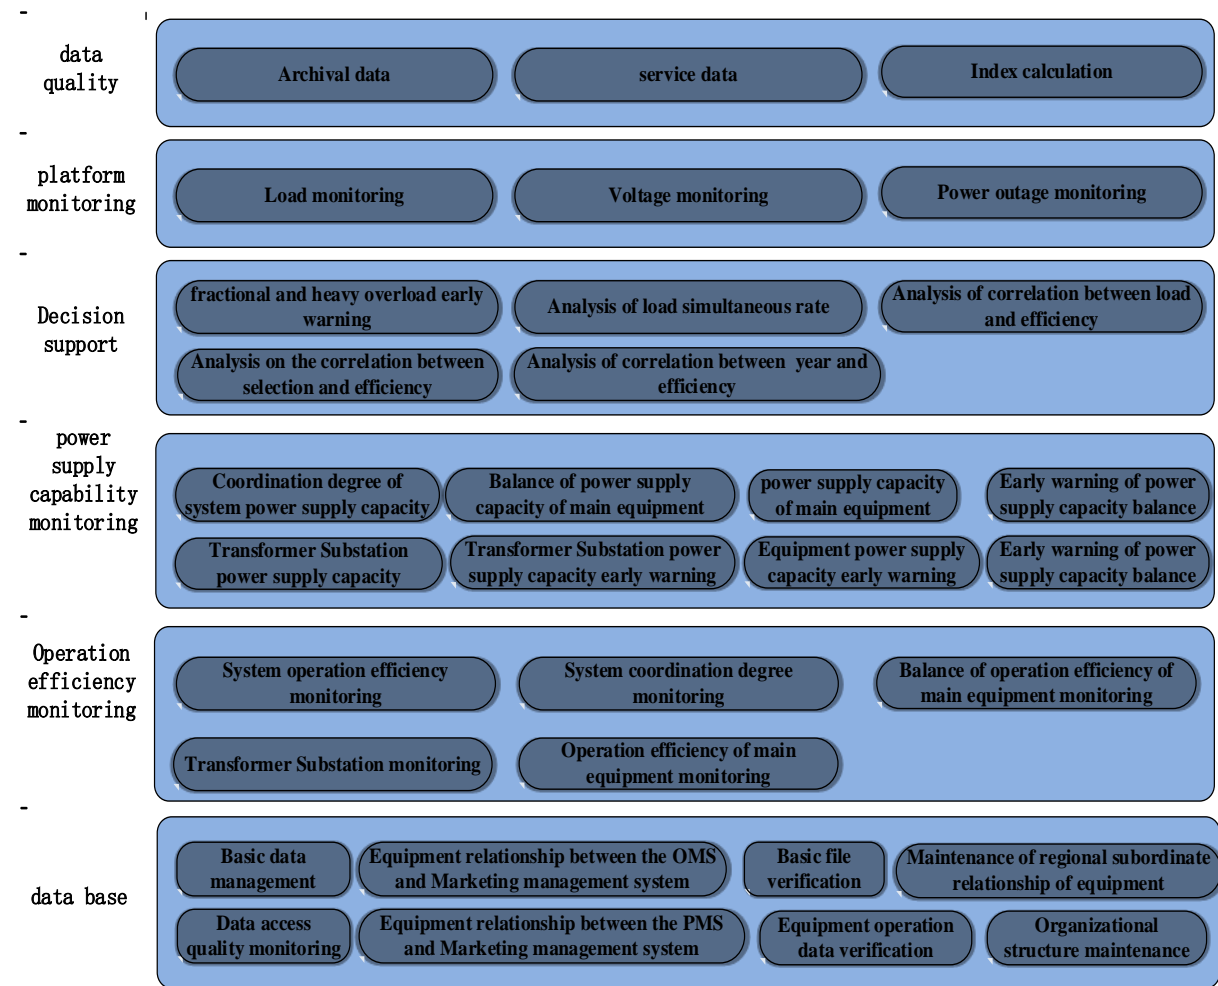 data
quality
Archival data
service data
Index calculation
platform
monitoring
Load monitoring
Voltage monitoring
Power outage monitoring
Decision
support
fractional and heavy overload early
warning
Analysis of load simultaneous rate
Analysis of correlation between load
and efficiency
Analysis on the correlation between
selection and efficiency
Analysis of correlation between year and
efficiency
power
supply
capability
monitoring
Coordination degree of
system power supply capacity
Balance of power supply
capacity of main equipment
power supply capacity
of main equipment
Early warning of power
supply capacity balance
Transformer Substation
power supply capacity
Transformer Substation power
supply capacity early warning
Equipment power supply
capacity early warning
Early warning of power
supply capacity balance
Operation
efficiency
monitoring
System operation efficiency
monitoring
System coordination degree
monitoring
Balance of operation efficiency of
main equipment monitoring
Transformer Substation monitoring
Operation efficiency of main
equipment monitoring
data base
Basic data
management
Equipment relationship between the OMS
and Marketing management system
Basic file
verification
Maintenance of regional subordinate
relationship of equipment
Data access
quality monitoring
Equipment relationship between the PMS
and Marketing management system
Equipment operation
data verification
Organizational
structure maintenance